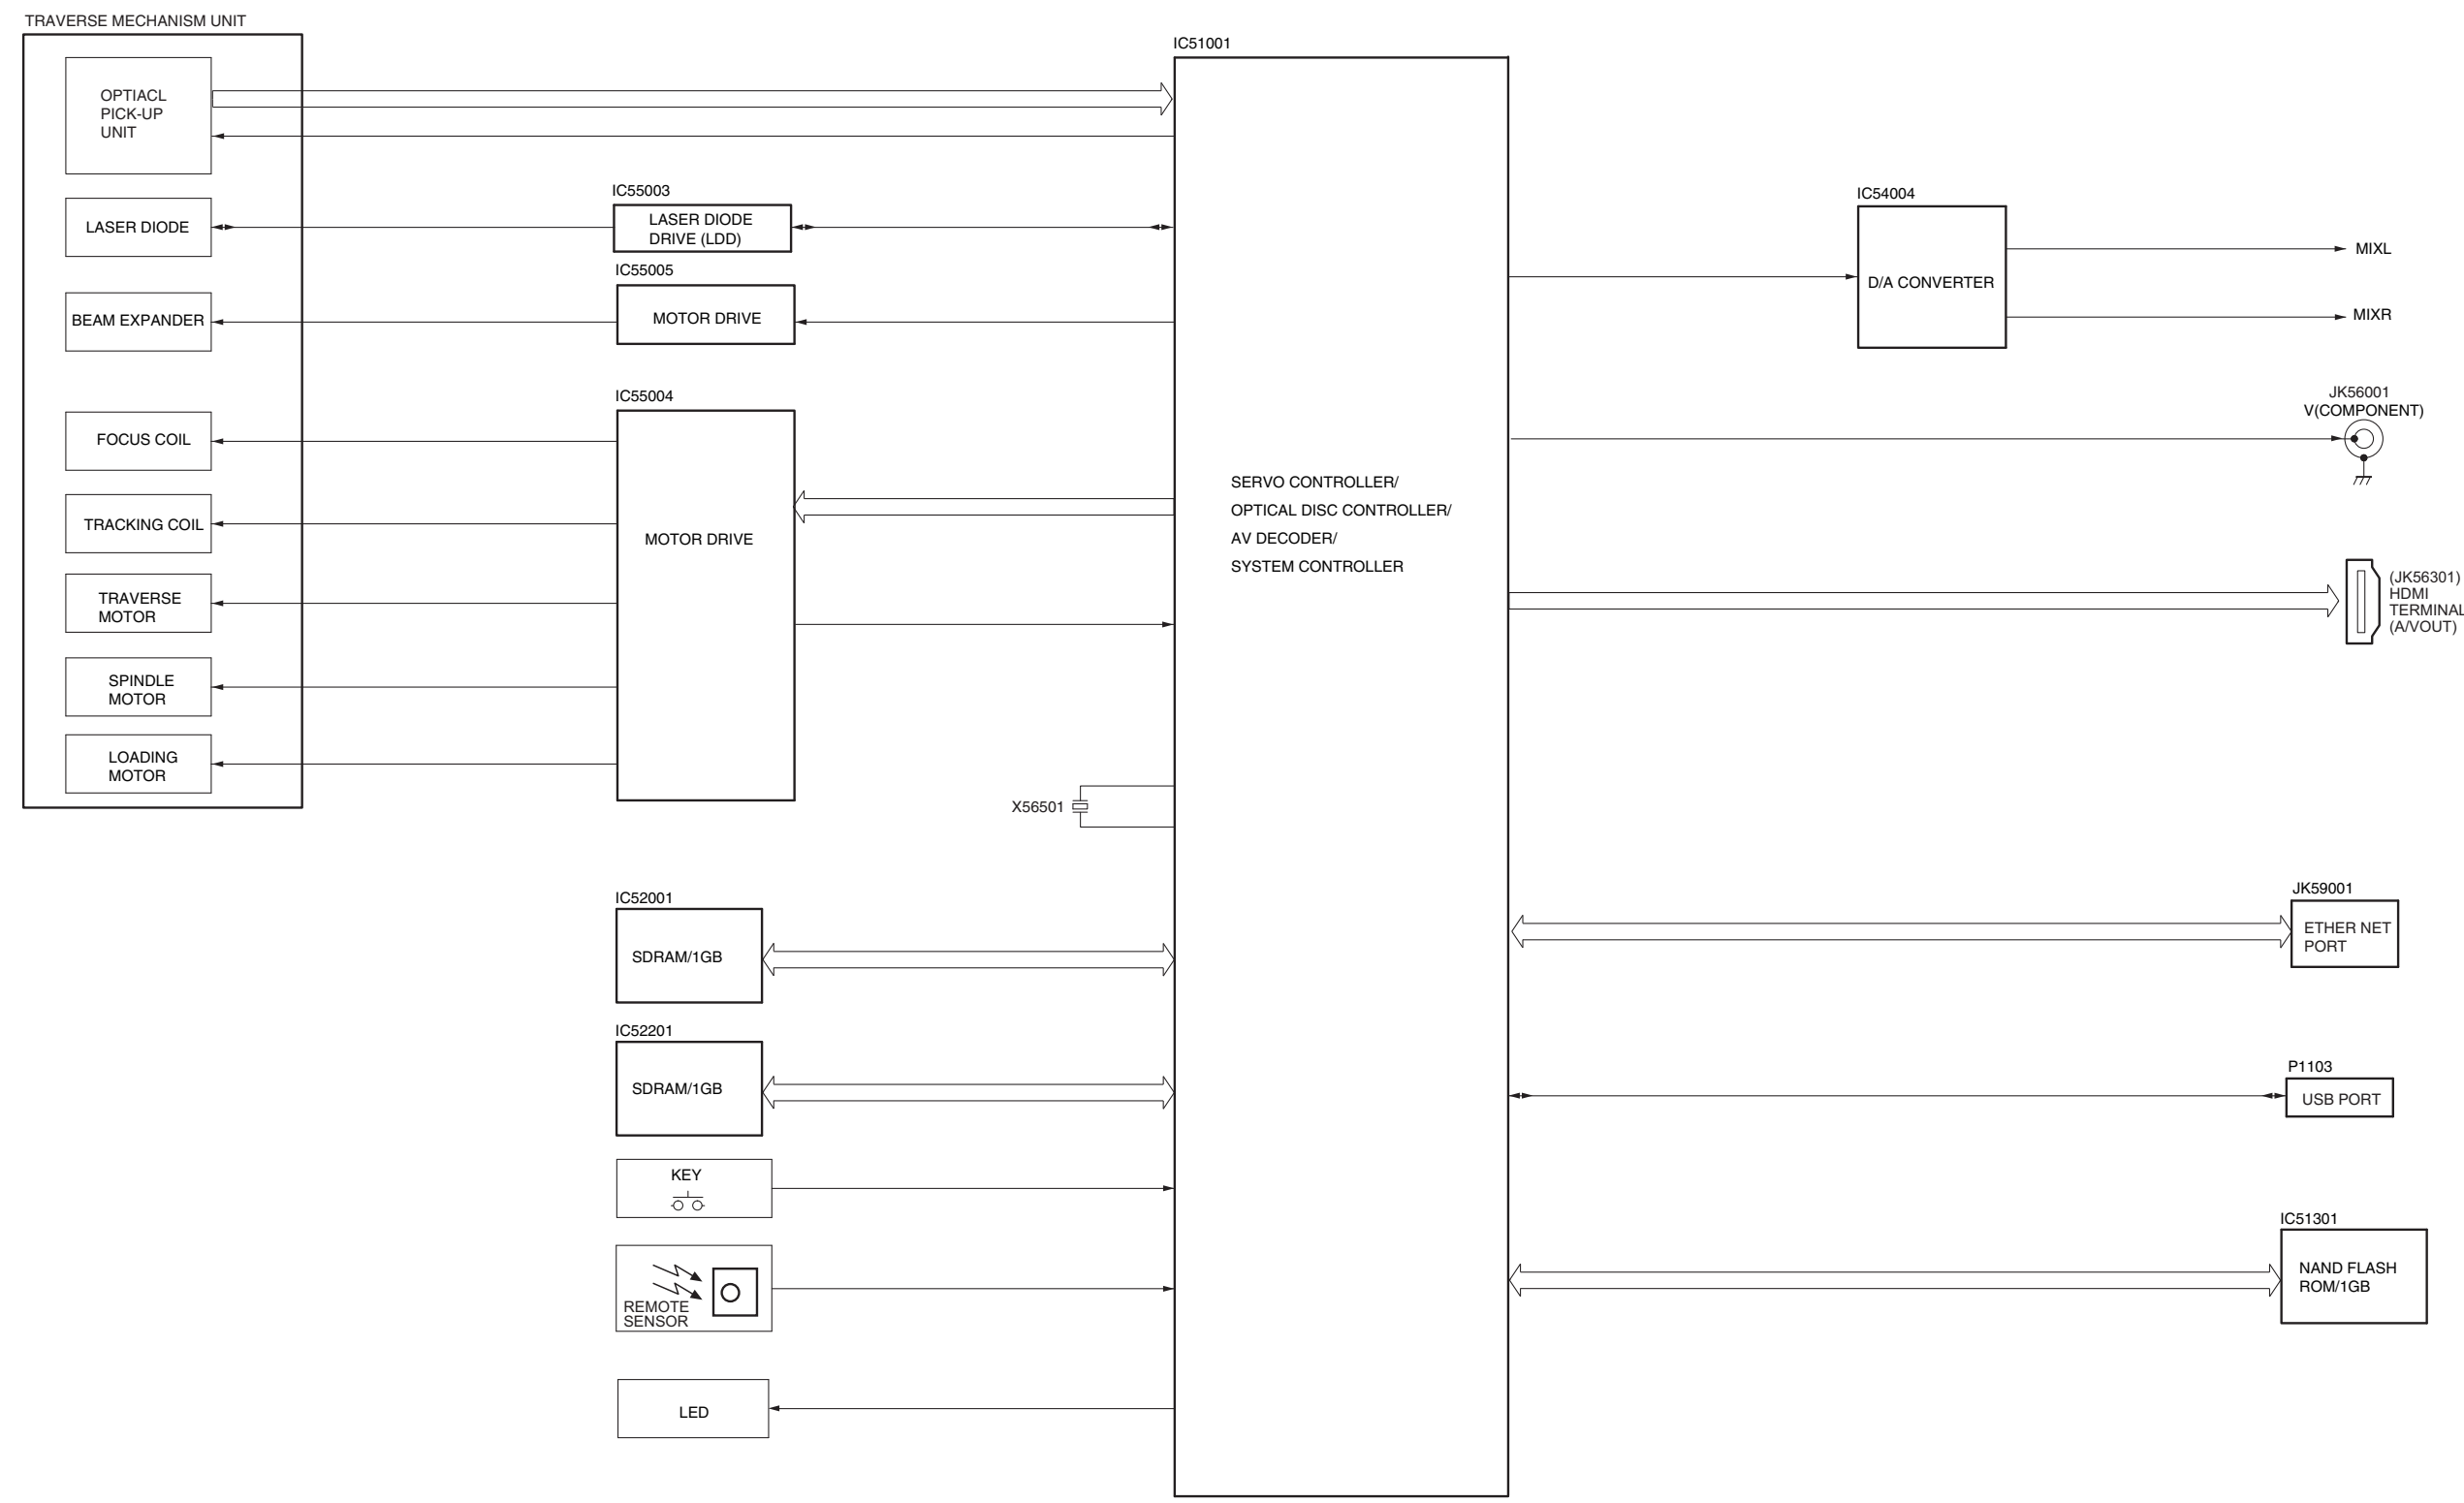 TRAVERSE MECHANISM UNIT
OPTIACL
PICK-UP
UNIT
LASER DIODE
BEAM EXPANDER
FOCUS COIL
TRACKING COIL
TRAVERSE
MOTOR
SPINDLE
MOTOR
LOADING
MOTOR
IC55003
LASER DIODE
DRIVE (LDD)
IC55005
MOTOR DRIVE
IC55004
MOTOR DRIVE
X56501
IC52001
SDRAM/1GB
IC52201
SDRAM/1GB
KEY
REMOTE
SENSOR
LED
IC51001
SERVO CONTROLLER/
OPTICAL DISC CONTROLLER/
AV DECODER/
SYSTEM CONTROLLER
IC54004
D/A CONVERTER
MIXL
MIXR
JK56001
V(COMPONENT)
(JK56301)
HDMI
TERMINAL
(A/VOUT)
JK59001
ETHER NET
PORT
P1103
USB PORT
IC51301
NAND FLASH
ROM/1GB